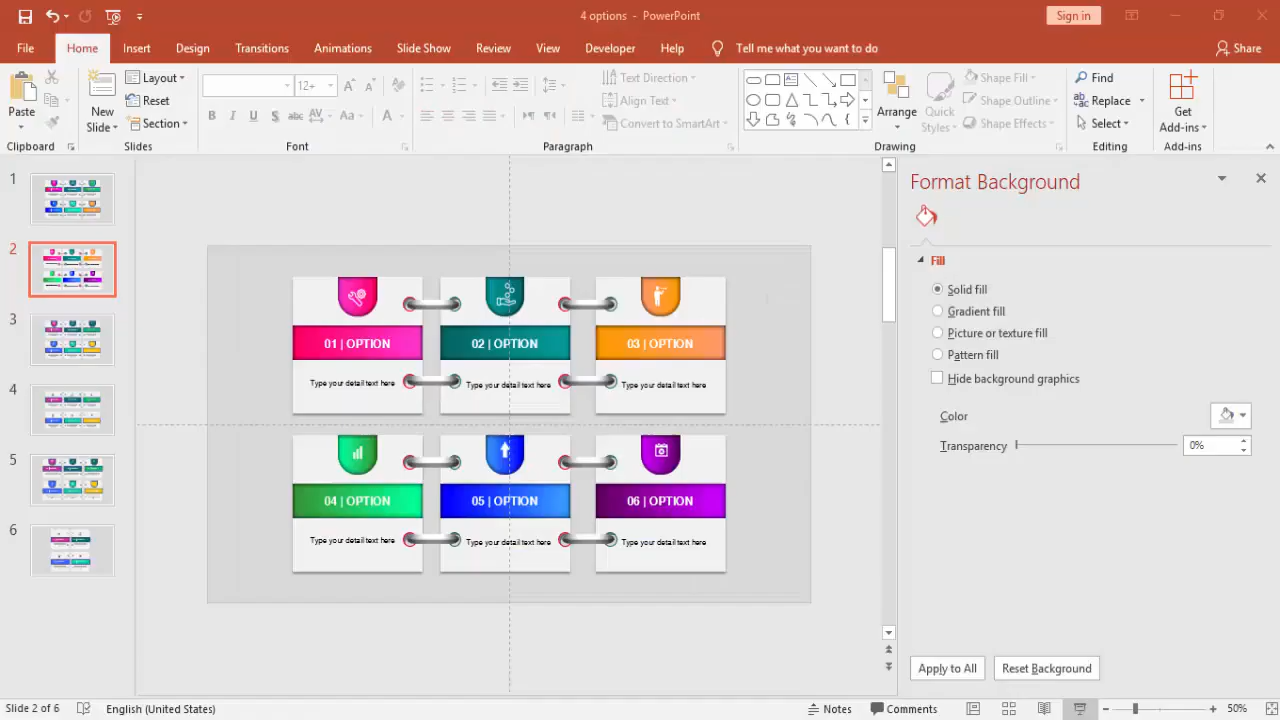 4 options - PowerPoint
Sign in
File Home Insert Design Transitions Animations Slide Show Review View Developer Help Tell me what you want to do Share
Paste
New Slide
Layout
Reset
Section
12+
B I U S abc AV Aa A
Text Direction
Align Text
Convert to SmartArt
Arrange
Quick Styles
Shape Fill
Shape Outline
Shape Effects
Find
Replace
Select
Get Add-ins
Clipboard Slides Font Paragraph Drawing Editing Add-ins
1
2
3
4
5
6
01 | OPTION
02 | OPTION
03 | OPTION
Type your detail text here
Type your detail text here
Type your detail text here
04 | OPTION
05 | OPTION
06 | OPTION
Type your detail text here
Type your detail text here
Type your detail text here
Format Background
Fill
Solid fill
Gradient fill
Picture or texture fill
Pattern fill
Hide background graphics
Color
Transparency 0%
Apply to All Reset Background
Slide 2 of 6 English (United States) Notes Comments 50%